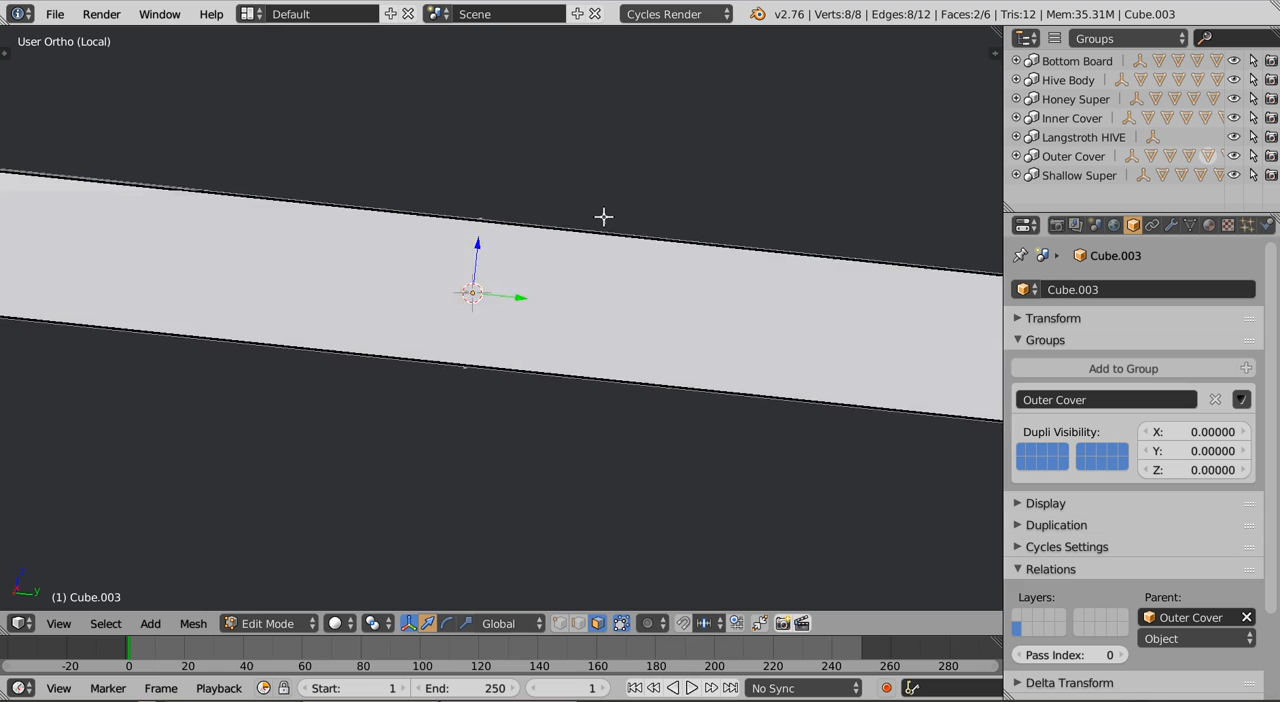 File Render Window Help Default Scene Cycles Render v2.76 | Verts:8/8 | Edges:8/12 | Faces:2/6 | Tris:12 | Mem:35.31M | Cube.003
User Ortho (Local)
Groups
Bottom Board
Hive Body
Honey Super
Inner Cover
Langstroth HIVE
Outer Cover
Shallow Super
Cube.003
Cube.003
Transform
Groups
Add to Group
Outer Cover
Dupli Visibility:
X: 0.00000
Y: 0.00000
Z: 0.00000
Display
Duplication
Cycles Settings
Relations
Layers: Parent:
Outer Cover
Object
Pass Index: 0
Delta Transform
z
y
(1) Cube.003
View Select Add Mesh Edit Mode Global
-20 0 20 40 60 80 100 120 140 160 180 200 220 240 260 280
View Marker Frame Playback Start: 1 End: 250 1 No Sync